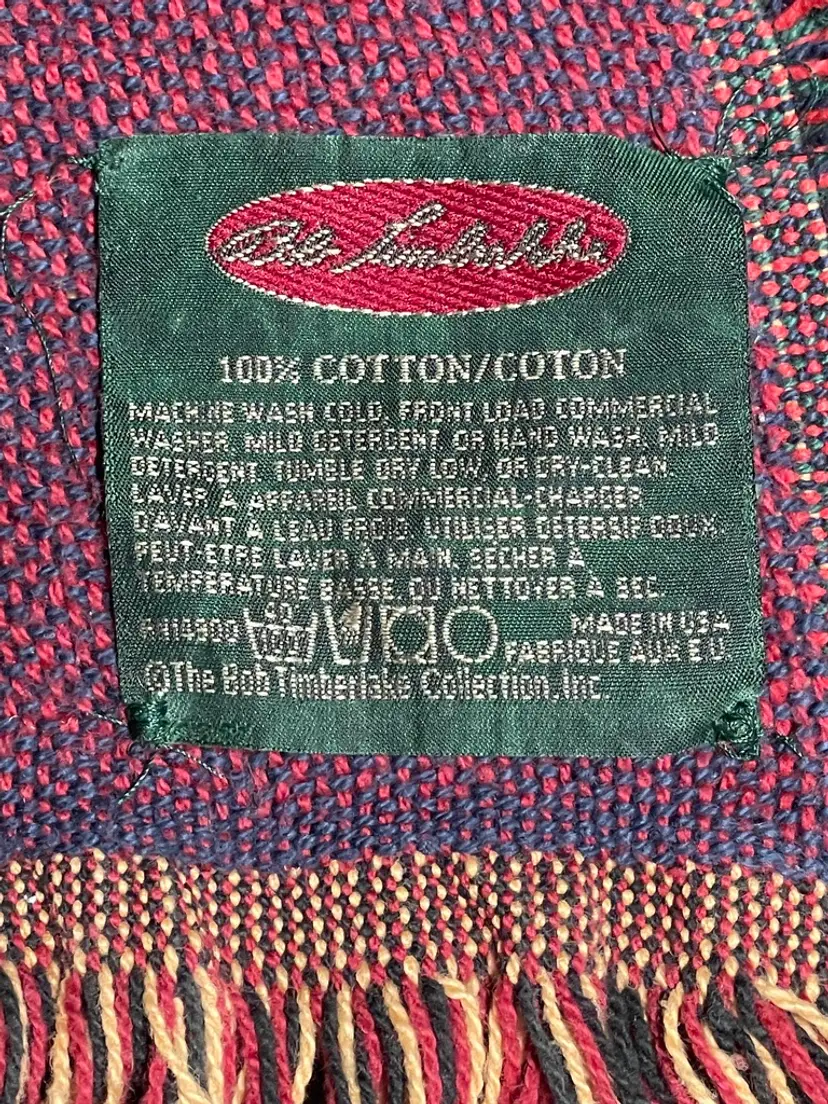 Bob Timberlake
100% COTTON/COTON
MACHINE WASH COLD, FRONT LOAD COMMERCIAL
WASHER, MILD DETERGENT OR HAND WASH, MILD
DETERGENT TUMBLE DRY LOW, OR DRY-CLEAN.
LAVER A APPAREIL COMMERCIAL-CHARGER
D'AVANT A LEAU FROID, UTILISER DETERSIF DOUX.
PEUT-ETRE LAVER A MAIN, SECHER A
TEMPERATURE BASSE, OU NETTOYER A SEC.
MADE IN USA
FABRIQUE AUX E.U.
©The Bob Timberlake Collection, Inc.